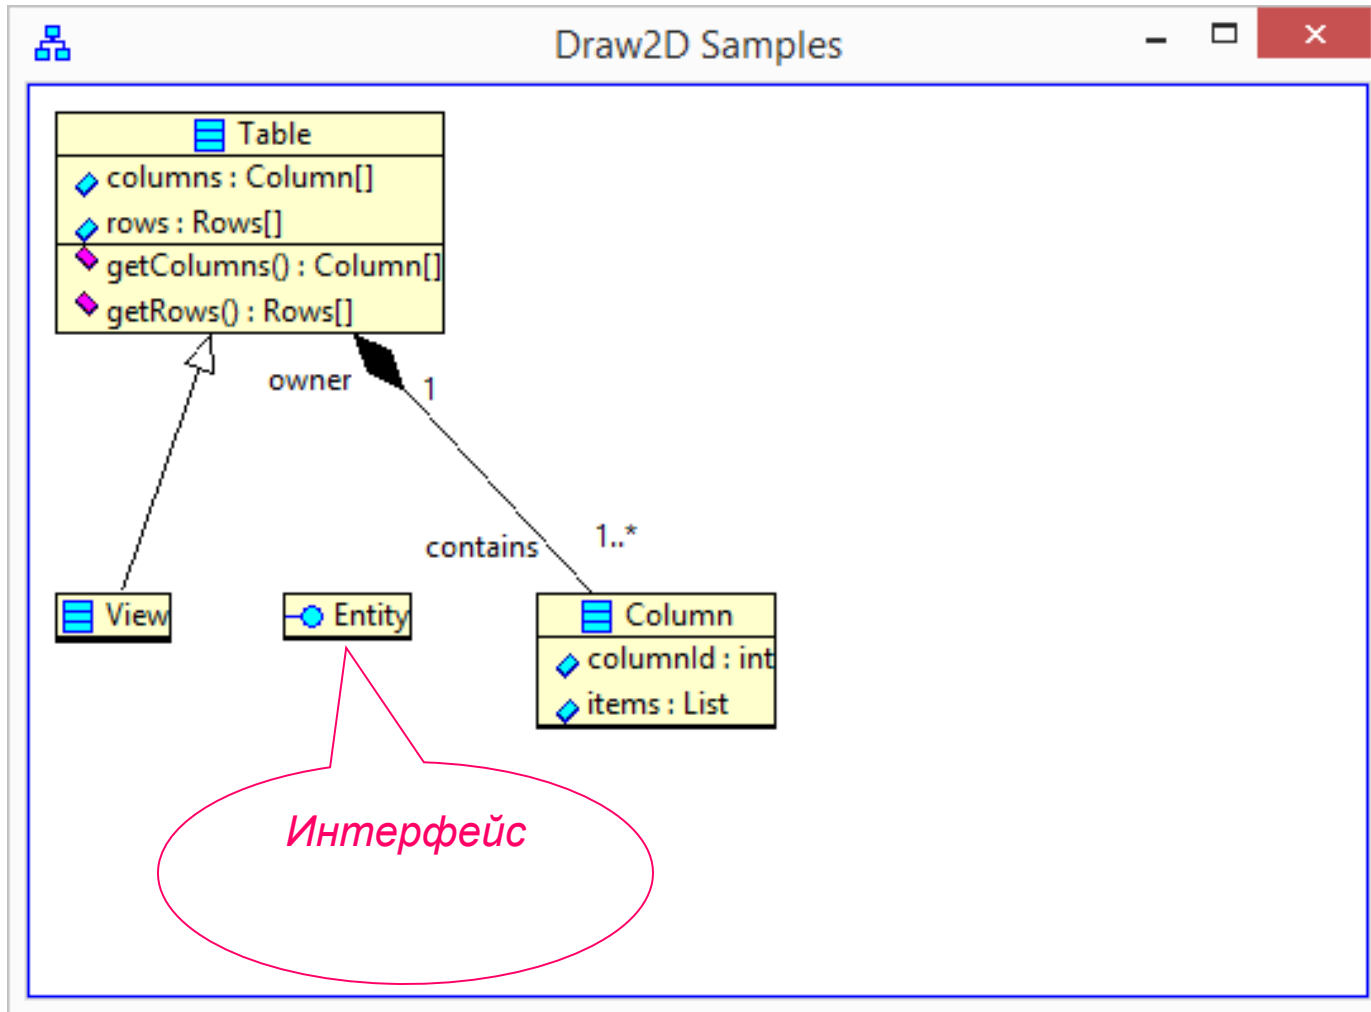 Draw2D Samples
Table
columns : Column[]
rows : Rows[]
getColumns() : Column[]
getRows() : Rows[]
owner
1
contains
1..*
View
Entity
Column
columnId : int
items : List
Интерфейс